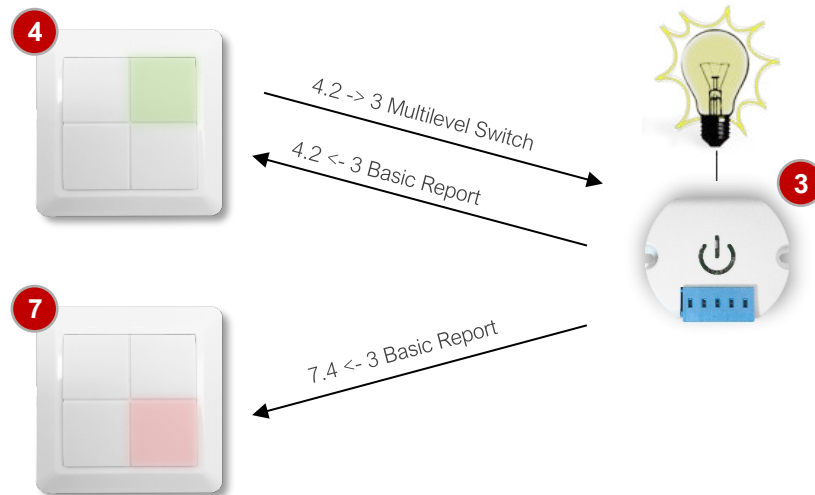 4
4.2 -> 3 Multilevel Switch
4.2 <- 3 Basic Report
3
7
7.4 <- 3 Basic Report